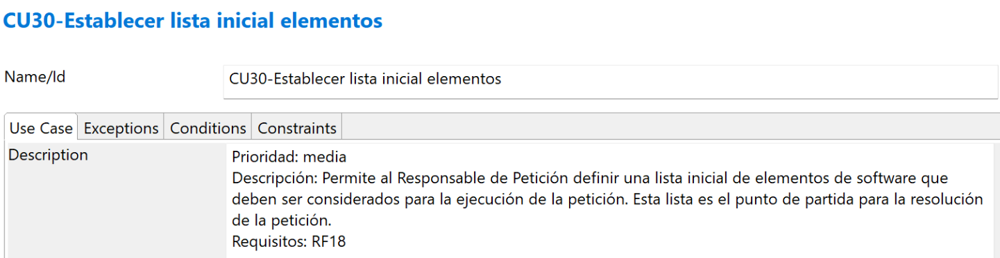 CU30-Establecer lista inicial elementos
Name/Id
CU30-Establecer lista inicial elementos
Use Case
Exceptions
Conditions
Constraints
Description
Prioridad: media
Descripción: Permite al Responsable de Petición definir una lista inicial de elementos de software que
deben ser considerados para la ejecución de la petición. Esta lista es el punto de partida para la resolución
de la petición.
Requisitos: RF18